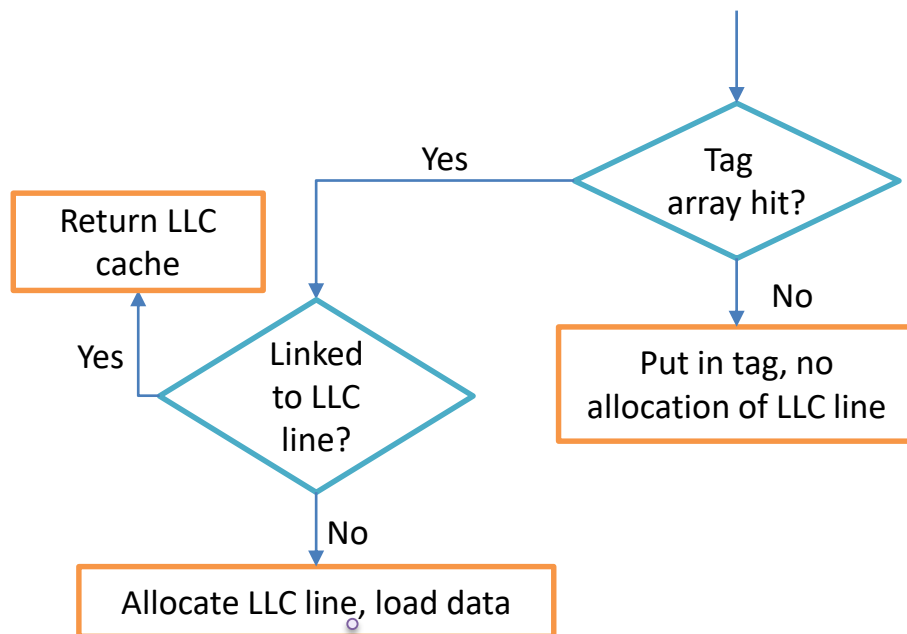 Tag
array hit?
Yes
No
Put in tag, no
allocation of LLC line
Linked
to LLC
line?
Yes
Return LLC
cache
No
Allocate LLC line, load data